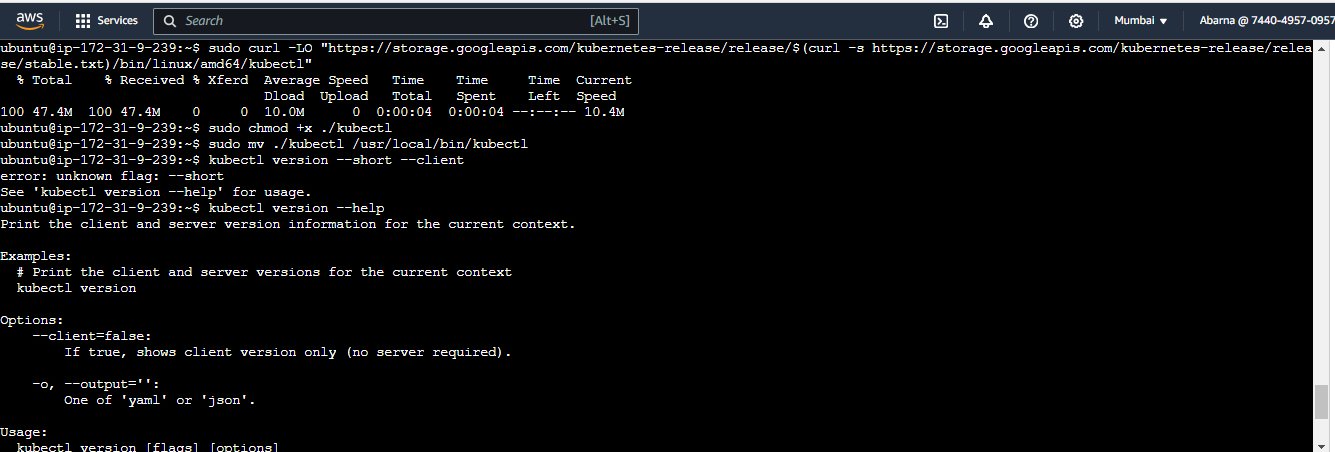 aws Services Search [Alt+S] Mumbai Abarna @ 7440-4957-0957
ubuntu@ip-172-31-9-239:~$ sudo curl -LO "https://storage.googleapis.com/kubernetes-release/release/$(curl -s https://storage.googleapis.com/kubernetes-release/relea
se/stable.txt)/bin/linux/amd64/kubectl"
  % Total    % Received % Xferd  Average Speed   Time    Time     Time  Current
                                 Dload  Upload   Total   Spent    Left  Speed
100 47.4M  100 47.4M    0     0  10.0M      0  0:00:04  0:00:04 --:--:-- 10.4M
ubuntu@ip-172-31-9-239:~$ sudo chmod +x ./kubectl
ubuntu@ip-172-31-9-239:~$ sudo mv ./kubectl /usr/local/bin/kubectl
ubuntu@ip-172-31-9-239:~$ kubectl version --short --client
error: unknown flag: --short
See 'kubectl version --help' for usage.
ubuntu@ip-172-31-9-239:~$ kubectl version --help
Print the client and server version information for the current context.
Examples:
  # Print the client and server versions for the current context
  kubectl version
Options:
    --client=false:
        If true, shows client version only (no server required).
    -o, --output='':
        One of 'yaml' or 'json'.
Usage:
  kubectl version [flags] [options]